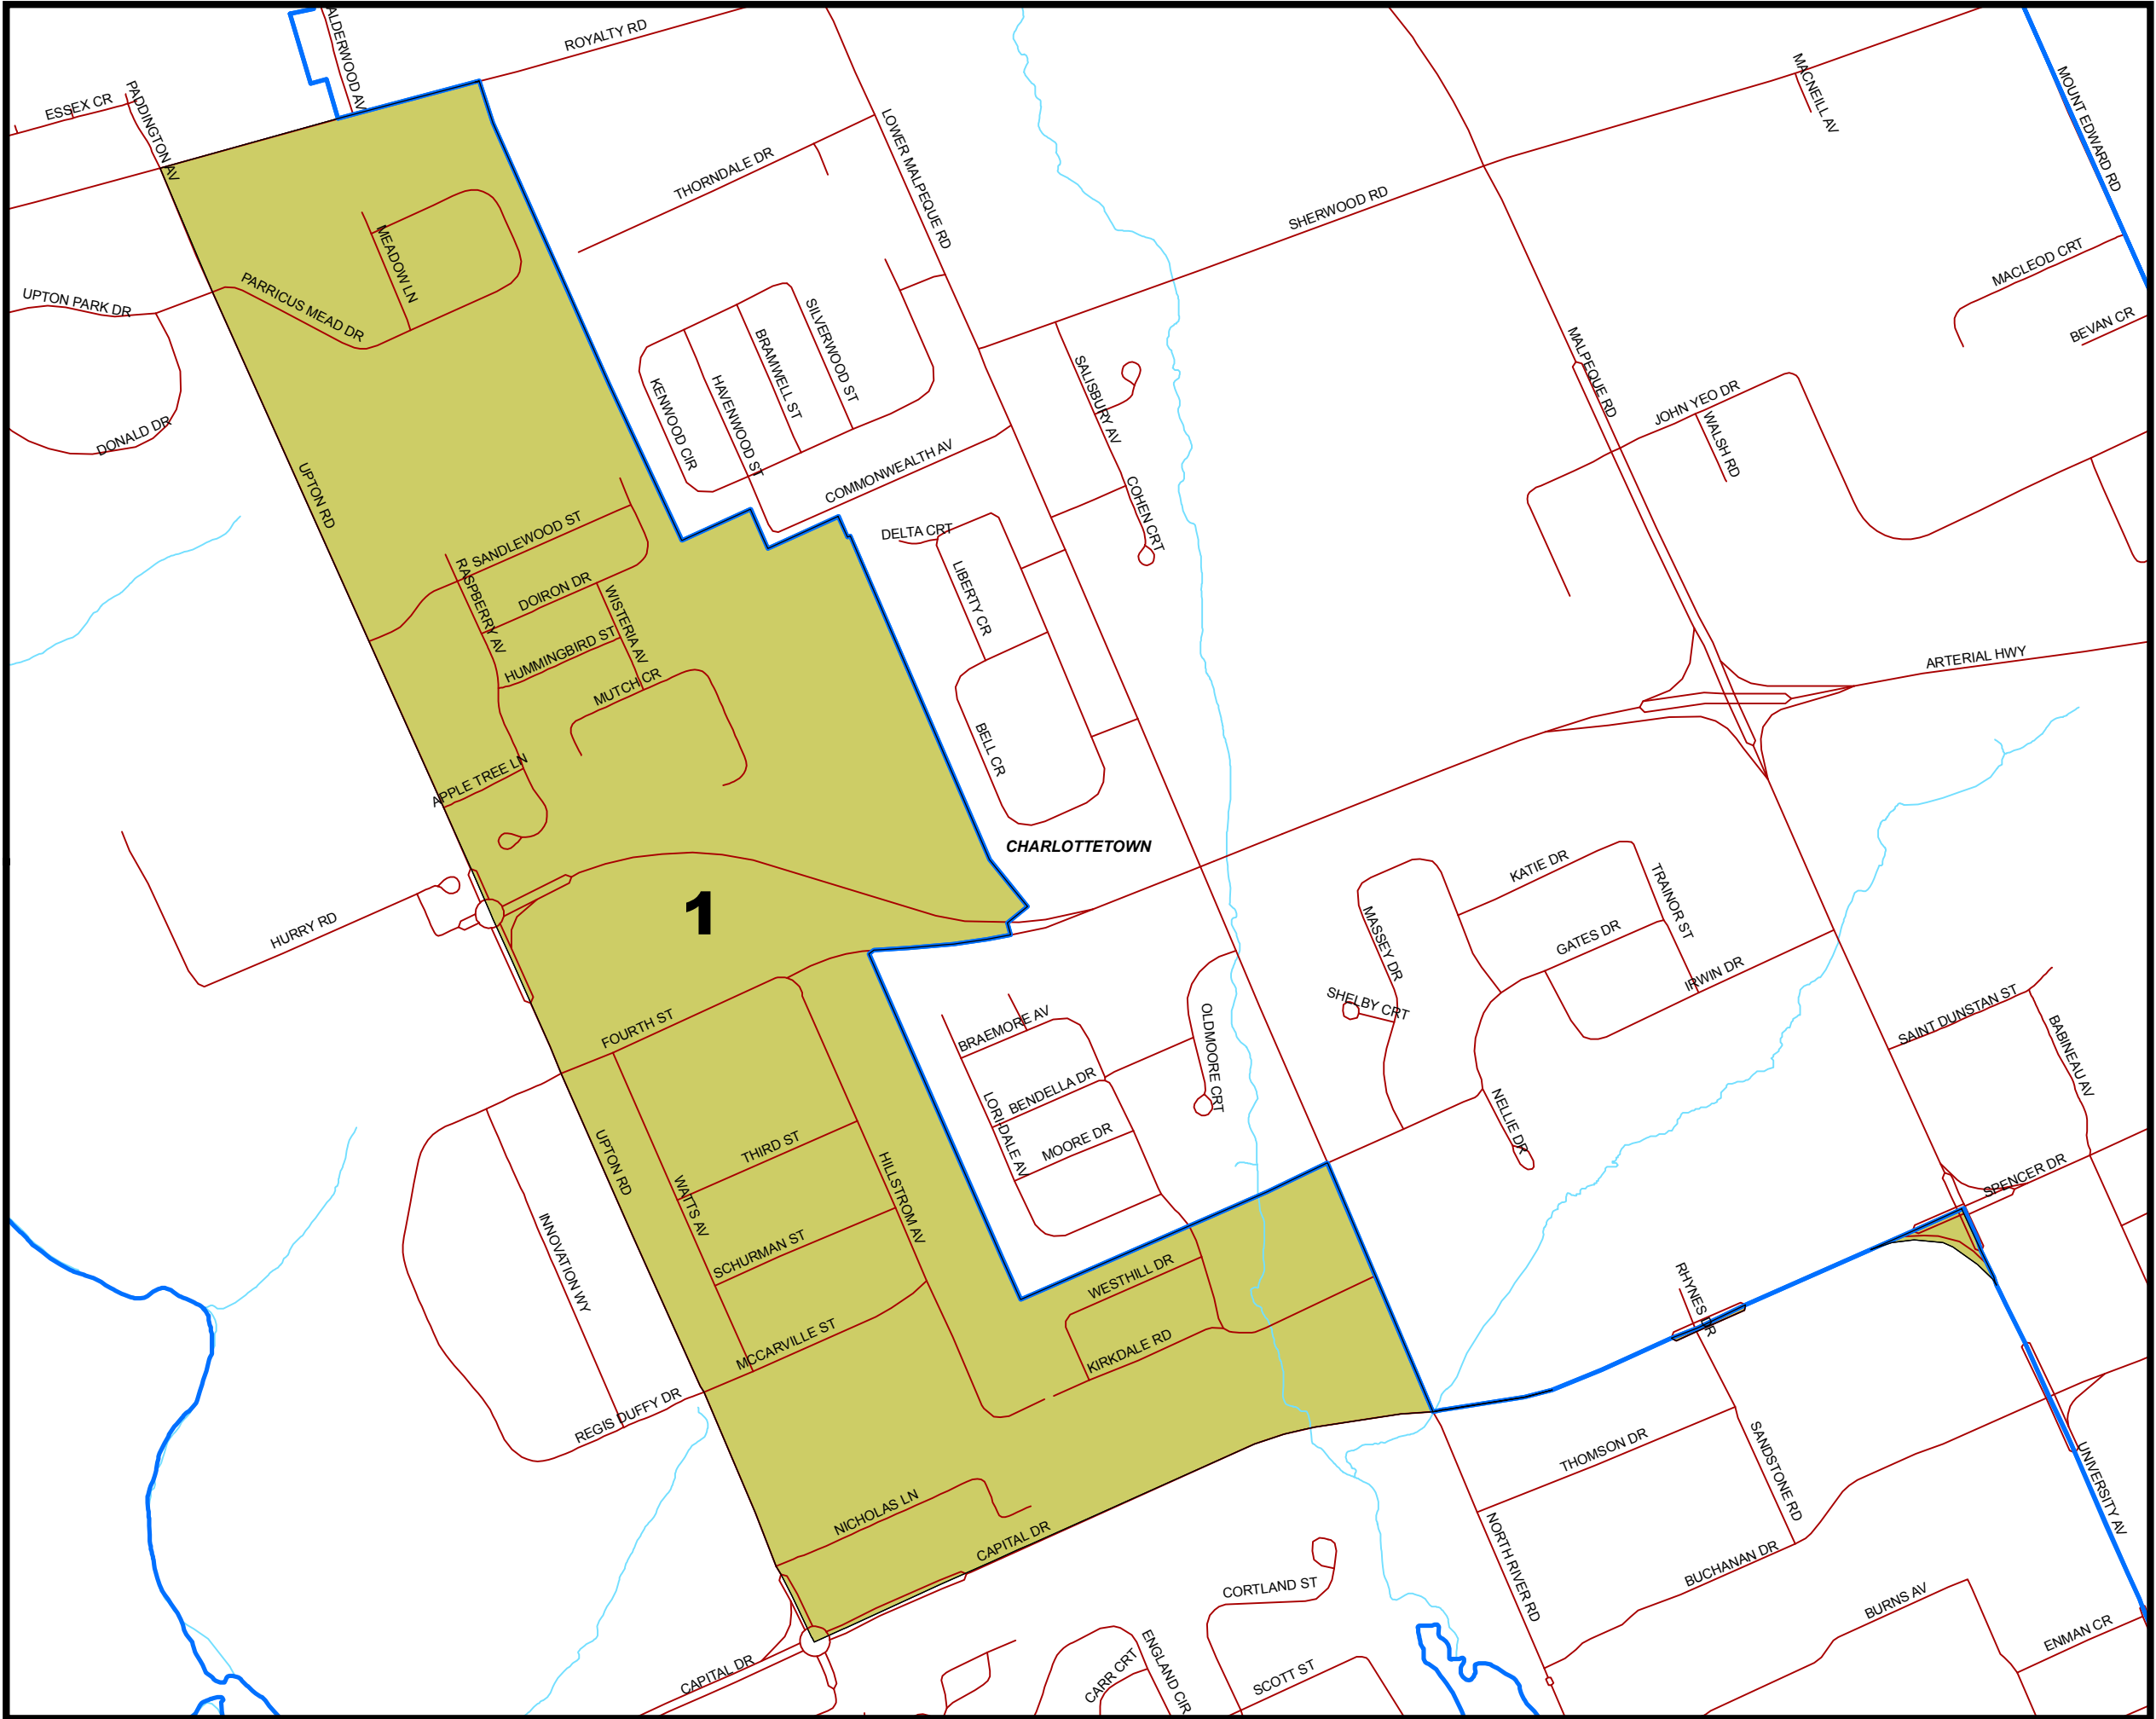 ALDERWOOD AV
ROYALTY RD
ESSEX CR
PADDINGTON AV
LOWER MALPEQUE RD
THORNDALE DR
SHERWOOD RD
MACNEILL AV
MOUNT EDWARD RD
MACLEOD CRT
BEVAN CR
MEADOW LN
PARRICUS MEAD DR
UPTON PARK DR
DONALD DR
UPTON RD
KENWOOD CIR
HAVENWOOD ST
BRAMWELL ST
SILVERWOOD ST
COMMONWEALTH AV
SALISBURY AV
COHEN CRT
MALPEQUE RD
JOHN YEO DR
WALSH RD
DELTA CRT
LIBERTY CR
BELL CR
SANDLEWOOD ST
RASPBERRY AV
DOIRON DR
WISTERIA AV
HUMMINGBIRD ST
MUTCH CR
APPLE TREE LN
ARTERIAL HWY
CHARLOTTETOWN
1
HURRY RD
KATIE DR
TRAINOR ST
MASSEY DR
GATES DR
IRWIN DR
SHELBY CRT
NELLIE DR
SAINT DUNSTAN ST
BABINEAU AV
SPENCER DR
FOURTH ST
BRAEMORE AV
OLDMOORE CRT
BENDELLA DR
LORIDALE AV
MOORE DR
THIRD ST
WATTS AV
HILLSTROM AV
SCHURMAN ST
UPTON RD
INNOVATION WY
MCCARVILLE ST
REGIS DUFFY DR
WESTHILL DR
KIRKDALE RD
RHYNES DR
THOMSON DR
SANDSTONE RD
UNIVERSITY AV
NICHOLAS LN
CAPITAL DR
NORTH RIVER RD
BUCHANAN DR
BURNS AV
ENMAN CR
CORTLAND ST
SCOTT ST
ENGLAND CIR
CARR CRT
CAPITAL DR